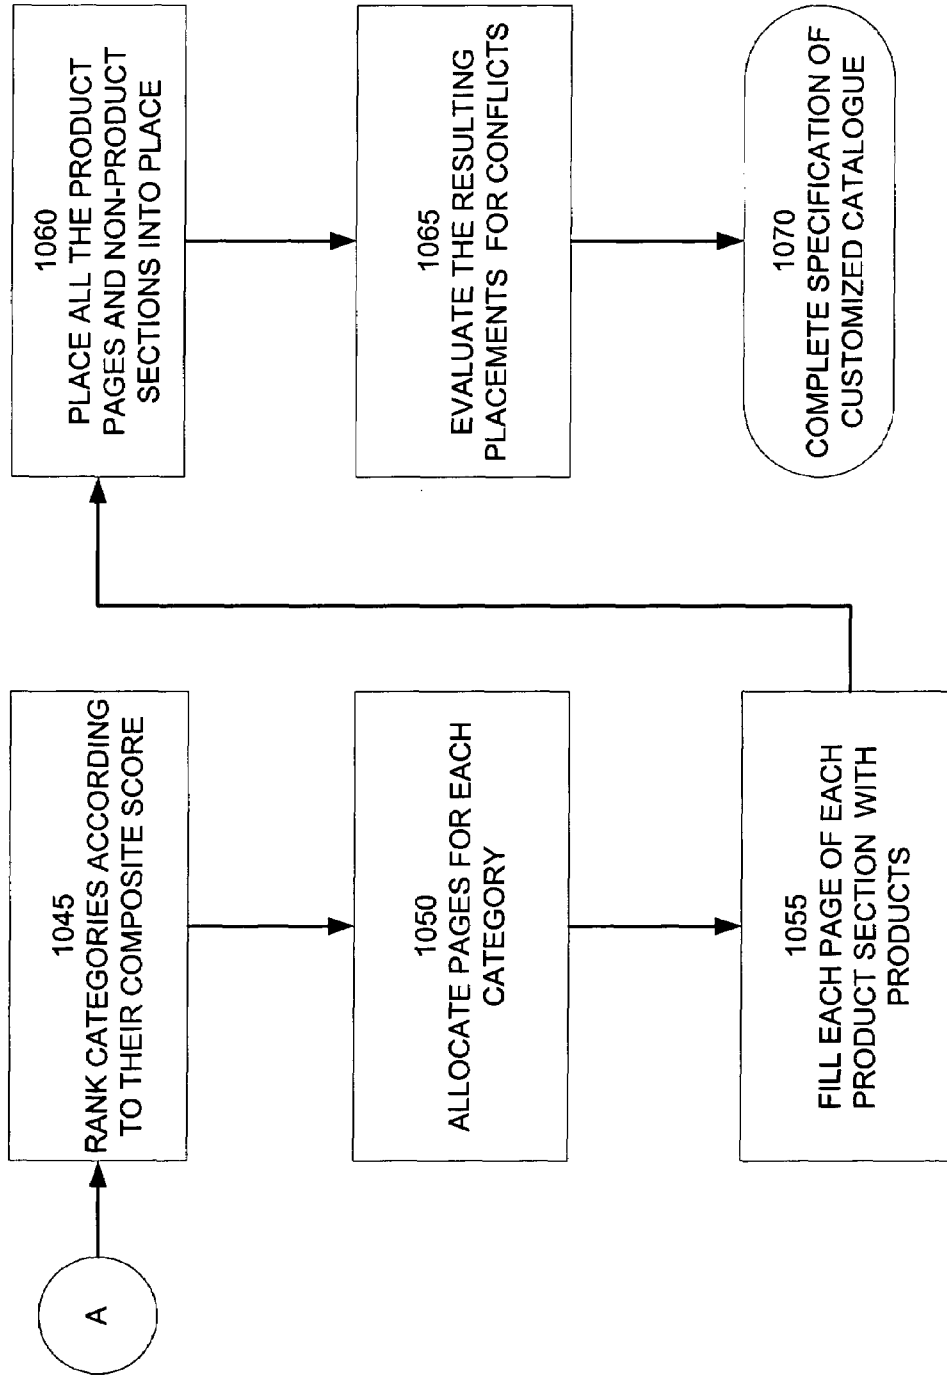 A
1045
RANK CATEGORIES ACCORDING
TO THEIR COMPOSITE SCORE
1050
ALLOCATE PAGES FOR EACH
CATEGORY
1055
FILL EACH PAGE OF EACH
PRODUCT SECTION WITH
PRODUCTS
1060
PLACE ALL THE PRODUCT
PAGES AND NON-PRODUCT
SECTIONS INTO PLACE
1065
EVALUATE THE RESULTING
PLACEMENTS FOR CONFLICTS
1070
COMPLETE SPECIFICATION OF
CUSTOMIZED CATALOGUE